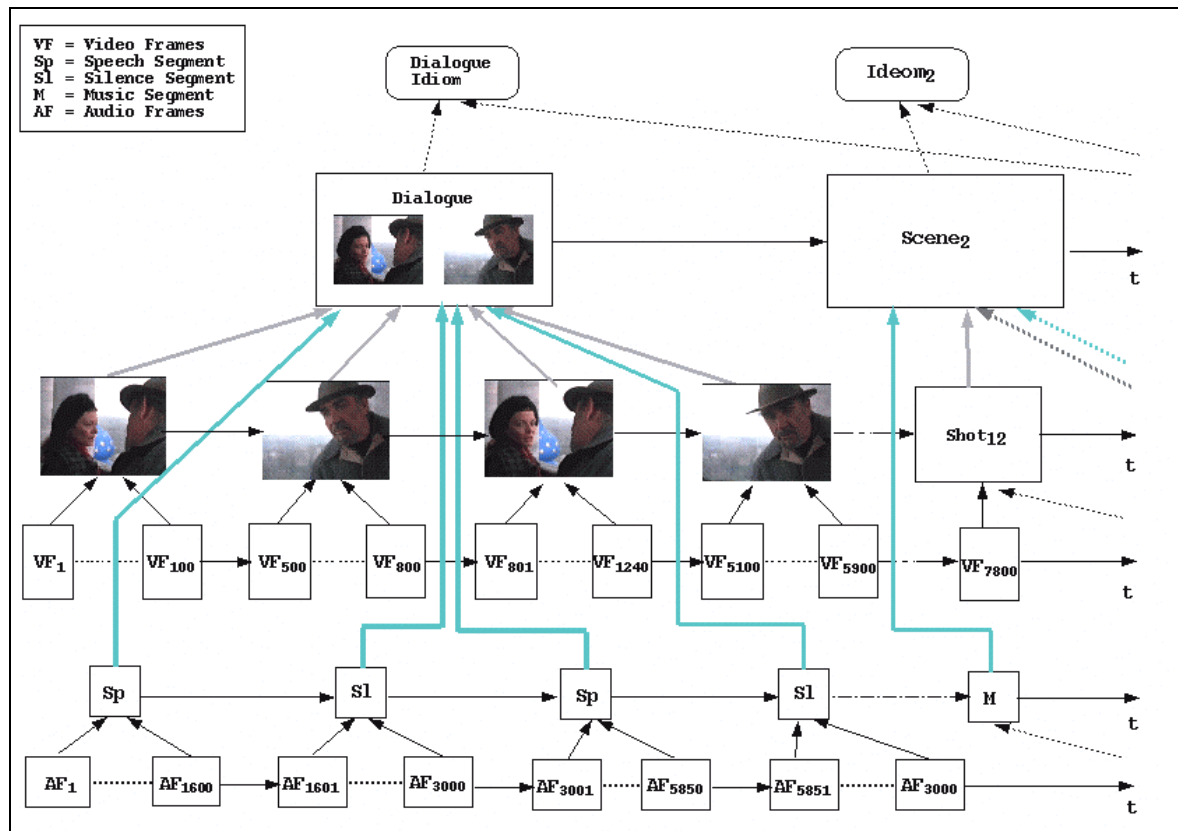 VF = Video Frames
Sp = Speech Segment
Sl = Silence Segment
M = Music Segment
AF = Audio Frames
Dialogue
Idiom
Ideom2
Dialogue
Scene2
t
Shot12
t
VF1
VF100
VF500
VF800
VF801
VF1240
VF5100
VF5900
VF7800
t
Sp
Sl
Sp
Sl
M
t
AF1
AF1600
AF1601
AF3000
AF3001
AF5850
AF5851
AF3000
t